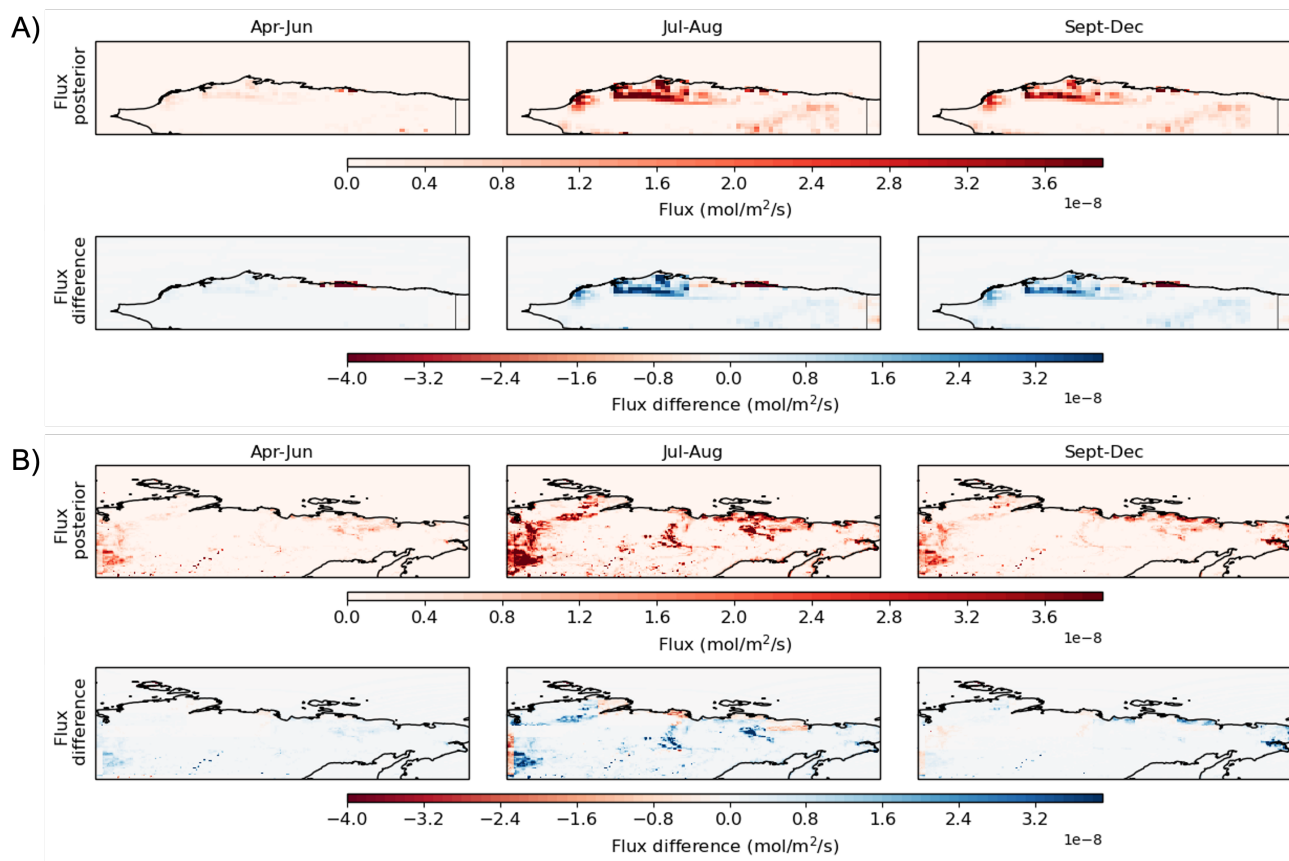 A)
Apr-Jun Jul-Aug Sept-Dec
Flux
posterior
0.0 0.4 0.8 1.2 1.6 2.0 2.4 2.8 3.2 3.6
1e−8
Flux (mol/m²/s)
Flux
difference
−4.0 −3.2 −2.4 −1.6 −0.8 0.0 0.8 1.6 2.4 3.2
1e−8
Flux difference (mol/m²/s)
B)
Apr-Jun Jul-Aug Sept-Dec
Flux
posterior
0.0 0.4 0.8 1.2 1.6 2.0 2.4 2.8 3.2 3.6
1e−8
Flux (mol/m²/s)
Flux
difference
−4.0 −3.2 −2.4 −1.6 −0.8 0.0 0.8 1.6 2.4 3.2
1e−8
Flux difference (mol/m²/s)